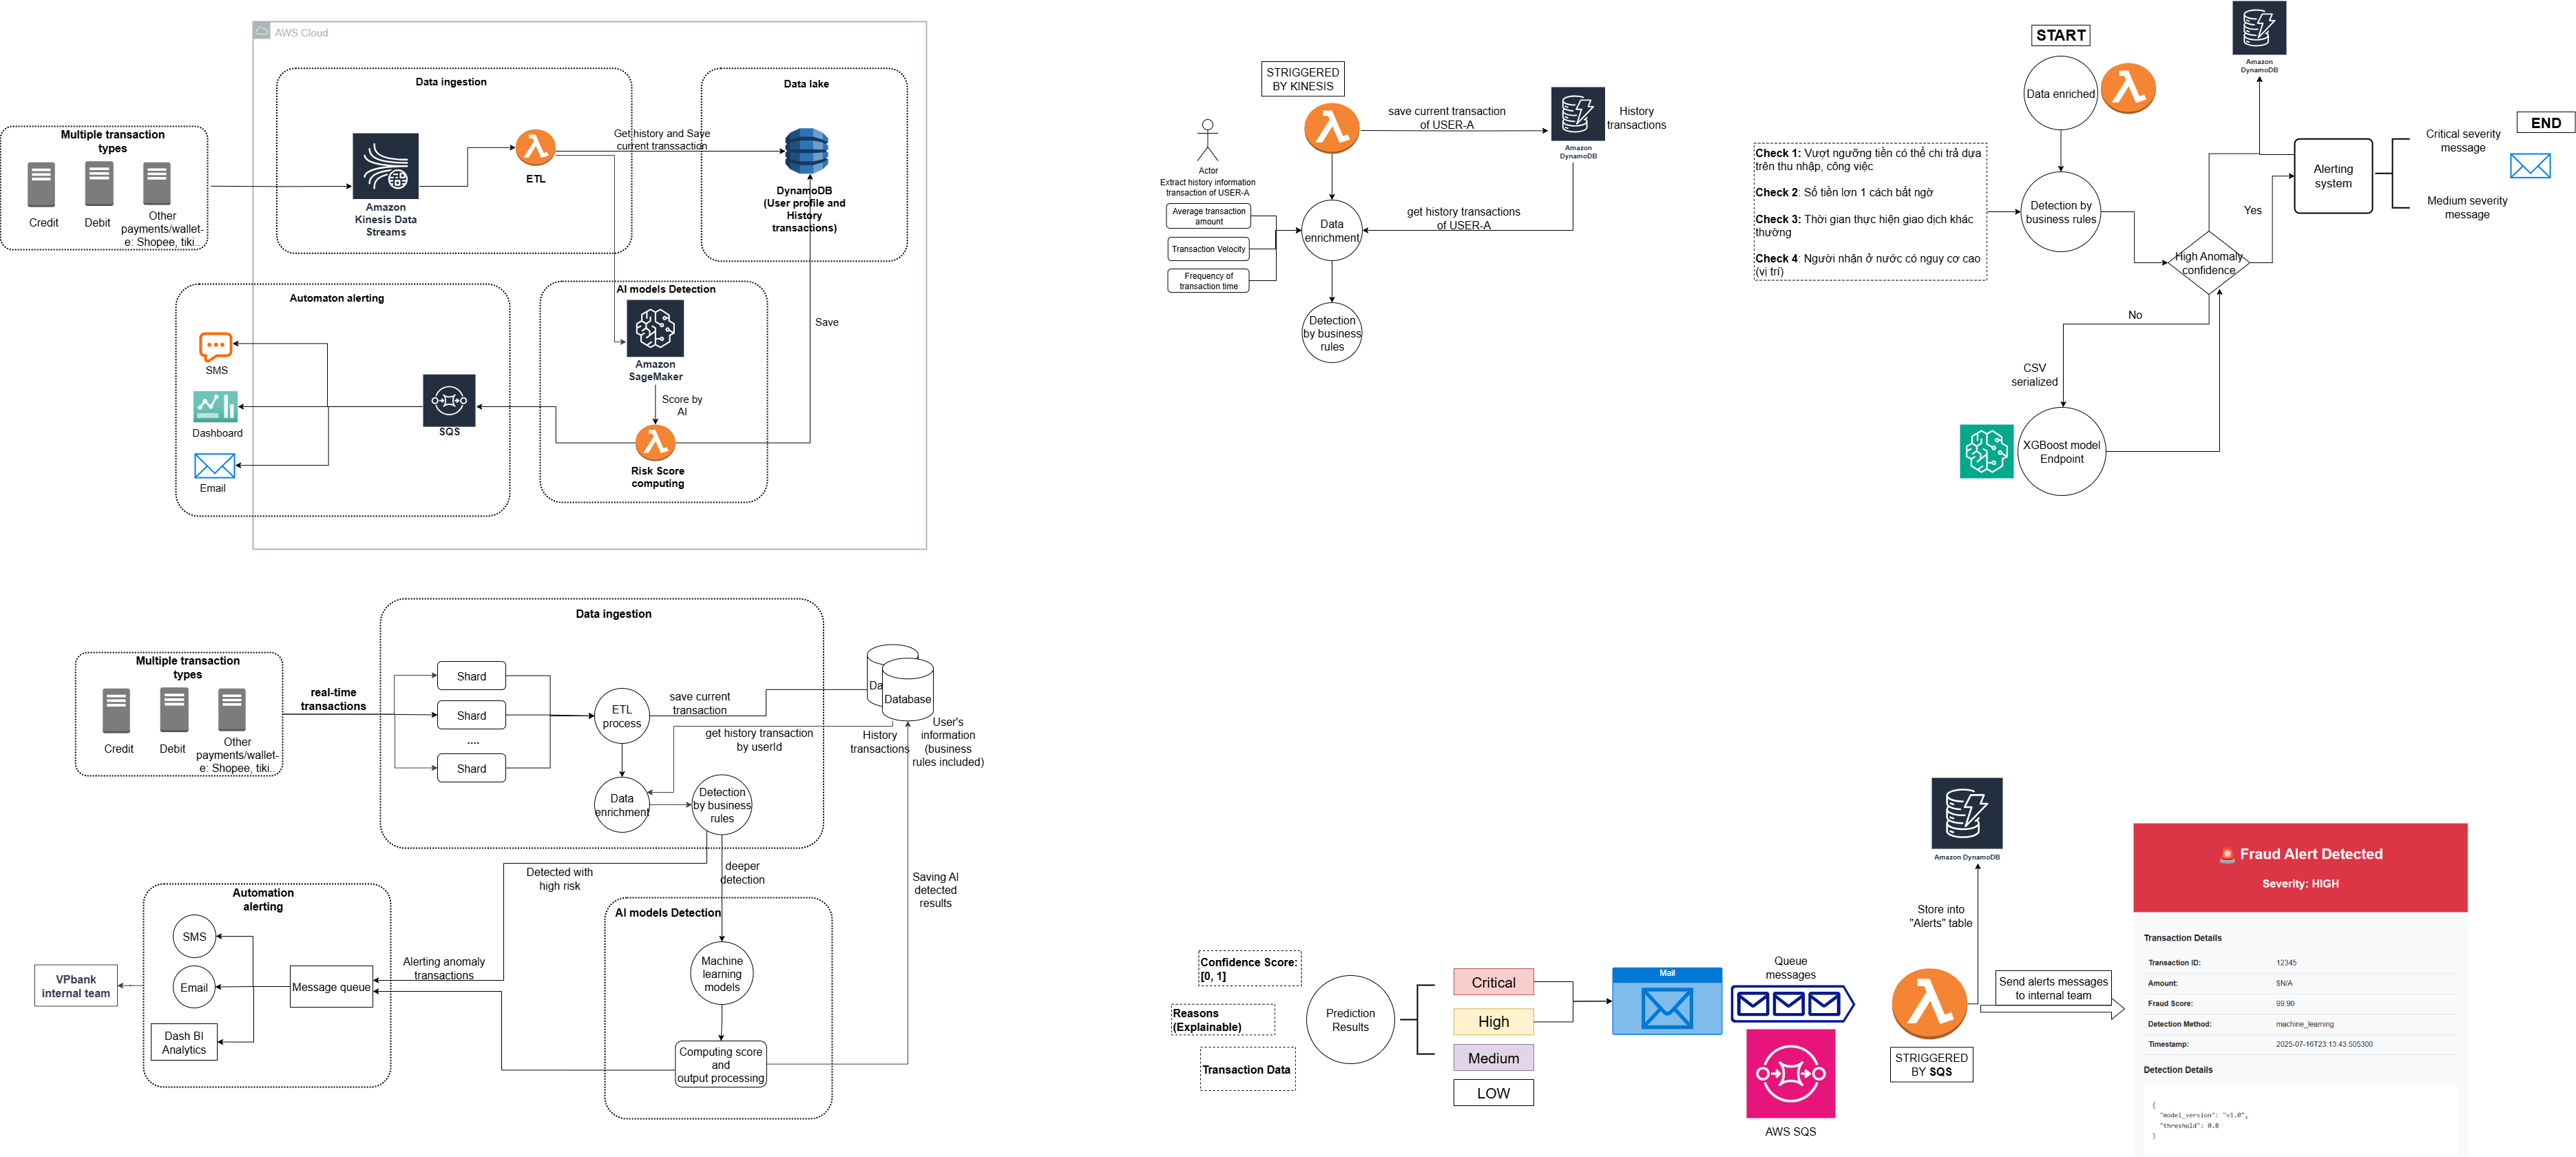 AWS Cloud
Data ingestion
Data lake
Multiple transaction
types
Credit
Debit
Other
payments/wallet-
e: Shopee, tiki..
Amazon
Kinesis Data
Streams
ETL
Get history and Save
current transsaction
DynamoDB
(User profile and
History
transactions)
Automaton alerting
SMS
Dashboard
Email
SQS
AI models Detection
Amazon
SageMaker
Score by
AI
Risk Score
computing
Save
STRIGGERED
BY KINESIS
save current transaction
of USER-A
Amazon
DynamoDB
History
transactions
Actor
Extract history information
transaction of USER-A
Average transaction
amount
Transaction Velocity
Frequency of
transaction time
Data
enrichment
get history transactions
of USER-A
Detection
by business
rules
START
Data enriched
Check 1: Vượt ngưỡng tiền có thể chi trả dựa
trên thu nhập, công việc
Check 2: Số tiền lớn 1 cách bất ngờ
Check 3: Thời gian thực hiện giao dịch khác
thường
Check 4: Người nhận ở nước có nguy cơ cao
(vị trí)
Detection by
business rules
Amazon
DynamoDB
High Anomaly
confidence
Yes
No
Alerting
system
END
Critical severity
message
Medium severity
message
CSV
serialized
XGBoost model
Endpoint
Data ingestion
Multiple transaction
types
Credit
Debit
Other
payments/wallet-
e: Shopee, tiki..
real-time
transactions
Shard
Shard
....
Shard
ETL
process
save current
transaction
get history transaction
by userId
Da
Database
History
transactions
User's
information
(business
rules included)
Data
enrichment
Detection
by business
rules
Detected with
high risk
deeper
detection
Saving AI
detected
results
Automation
alerting
SMS
Email
Dash BI
Analytics
VPbank
internal team
Message queue
Alerting anomaly
transactions
AI models Detection
Machine
learning
models
Computing score
and
output processing
Confidence Score:
[0, 1]
Reasons
(Explainable)
Transaction Data
Prediction
Results
Critical
High
Medium
LOW
Mail
Queue
messages
AWS SQS
Amazon DynamoDB
Store into
"Alerts" table
STRIGGERED
BY SQS
Send alerts messages
to internal team
Fraud Alert Detected
Severity: HIGH
Transaction Details
Transaction ID: 12345
Amount: $N/A
Fraud Score: 99.90
Detection Method: machine_learning
Timestamp: 2025-07-16T23:13:43.505300
Detection Details
{
"model_version": "v1.0",
"threshold": 0.8
}